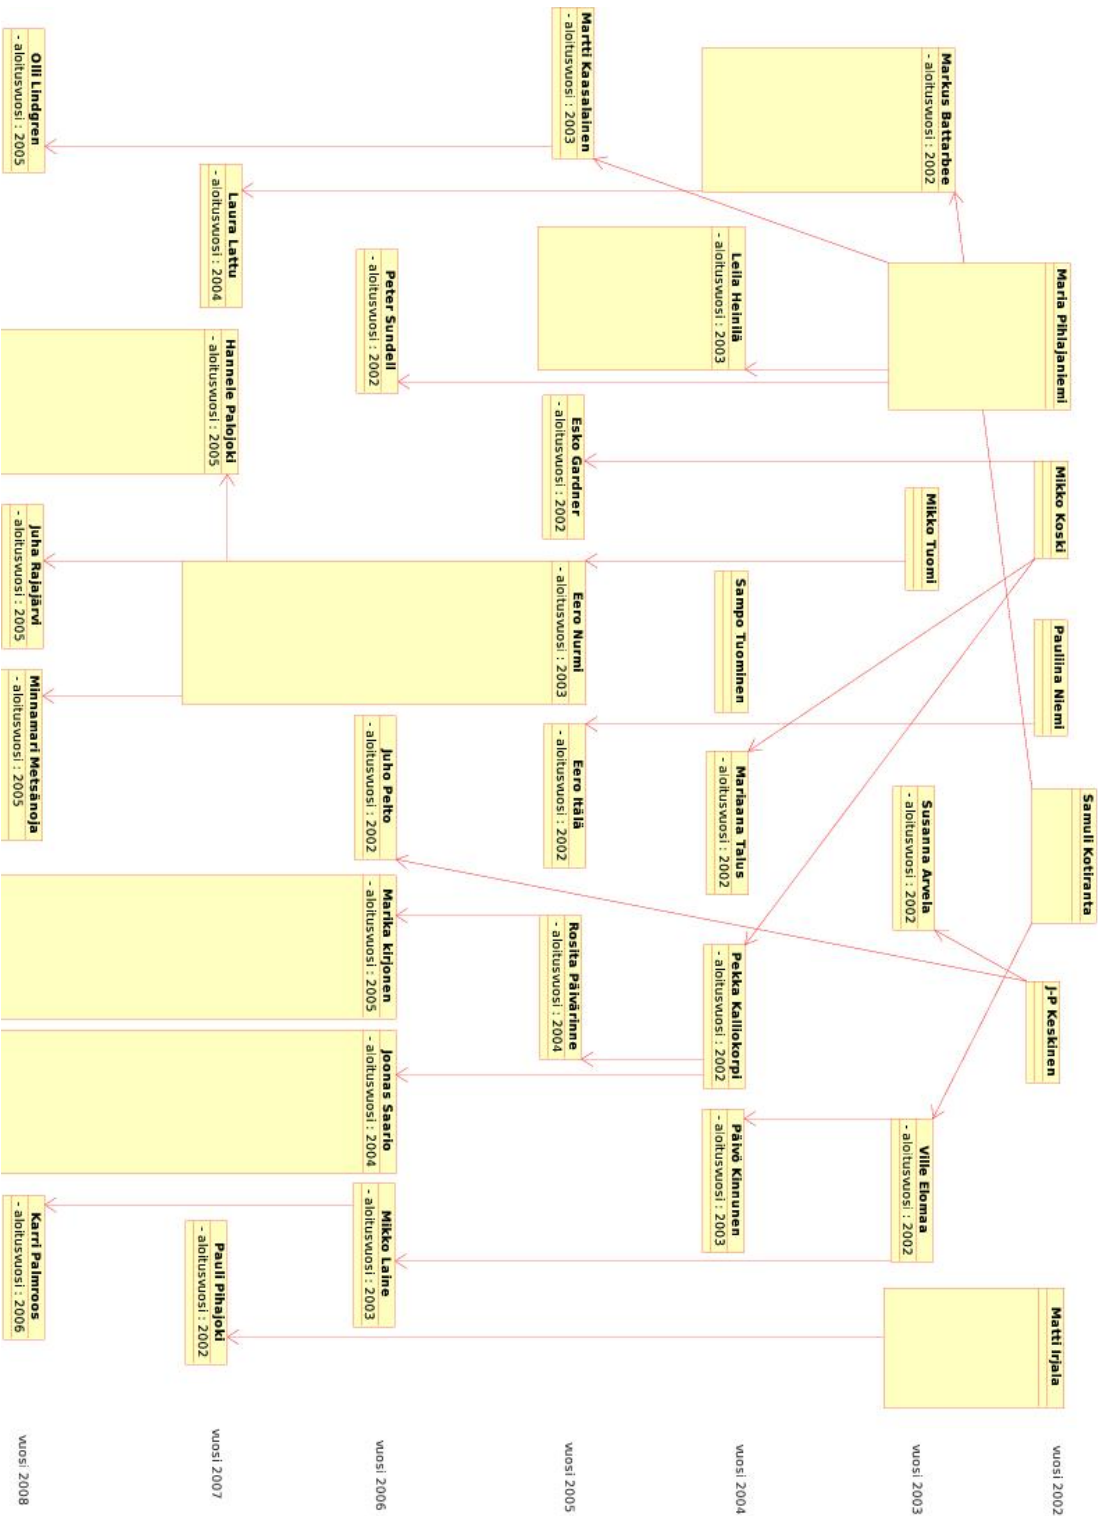 Samuli Kotiranta
Maria Pihlajaniemi
Mikko Koski
Pauliina Niemi
J-P Keskinen
Matti Irjala
vuosi 2002
Markus Battarbee
- aloitusvuosi : 2002
Mikko Tuomi
Susanna Arvela
- aloitusvuosi : 2002
Ville Elomaa
- aloitusvuosi : 2002
vuosi 2003
Leila Heinilä
- aloitusvuosi : 2003
Sampo Tuominen
Mariaana Talus
- aloitusvuosi : 2002
Pekka Kalliokorpi
- aloitusvuosi : 2002
Päivö Kinnunen
- aloitusvuosi : 2003
vuosi 2004
Martti Kaasalainen
- aloitusvuosi : 2003
Esko Gardner
- aloitusvuosi : 2002
Eero Nurmi
- aloitusvuosi : 2003
Eero Itälä
- aloitusvuosi : 2002
Rosita Päivärinne
- aloitusvuosi : 2004
vuosi 2005
Peter Sundell
- aloitusvuosi : 2002
Juho Pelto
- aloitusvuosi : 2002
Marika kirjonen
- aloitusvuosi : 2005
Joonas Saario
- aloitusvuosi : 2004
Mikko Laine
- aloitusvuosi : 2003
vuosi 2006
Laura Lattu
- aloitusvuosi : 2004
Hannele Palojoki
- aloitusvuosi : 2005
Pauli Pihajoki
- aloitusvuosi : 2002
vuosi 2007
Olli Lindgren
- aloitusvuosi : 2005
Juha Rajajärvi
- aloitusvuosi : 2005
Minnamari Metsänoja
- aloitusvuosi : 2005
Karri Palmroos
- aloitusvuosi : 2006
vuosi 2008